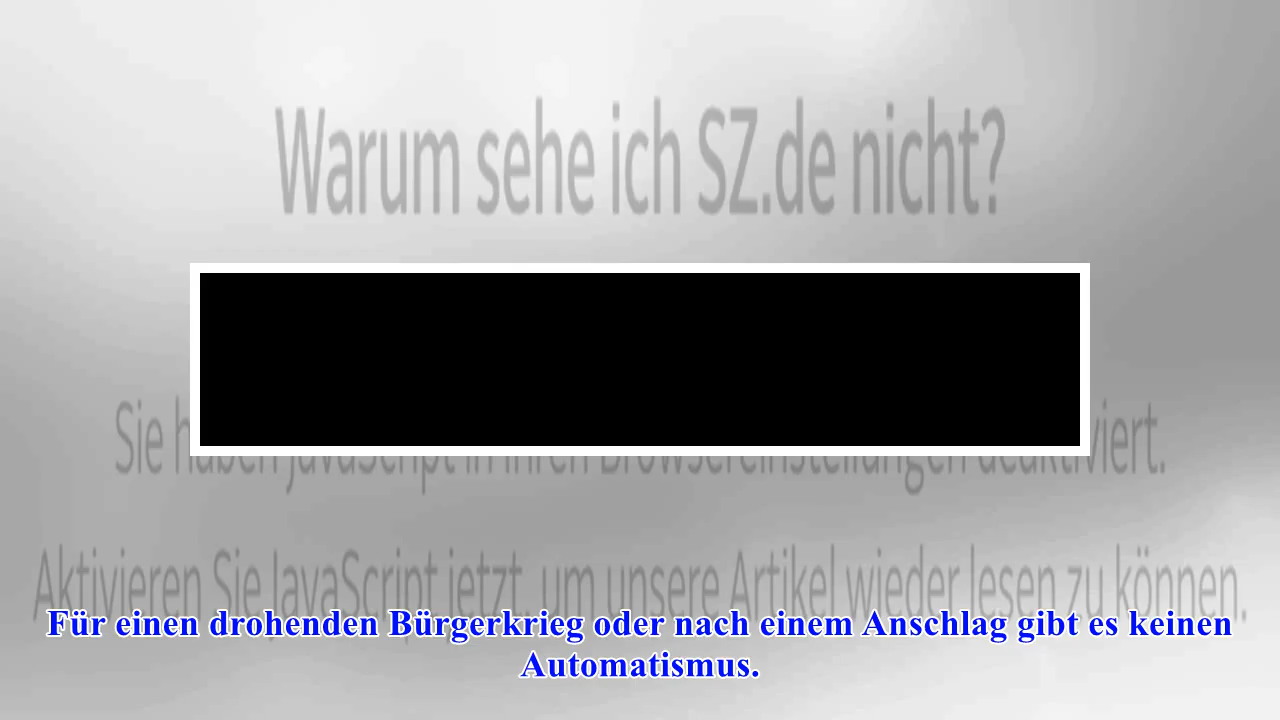 Warum sehe ich SZ.de nicht?
Sie haben JavaScript in Ihren Browsereinstellungen deaktiviert.
Aktivieren Sie JavaScript jetzt, um unsere Artikel wieder lesen zu können.
Für einen drohenden Bürgerkrieg oder nach einem Anschlag gibt es keinen
Automatismus.